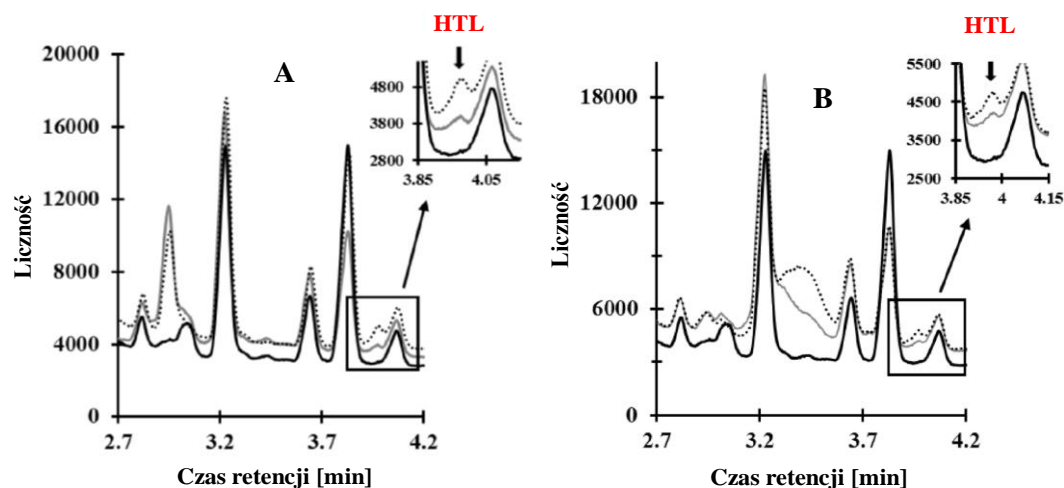 HTL
20000
16000
12000
8000
4000
0
2.7 3.2 3.7 4.2
Liczność
Czas retencji [min]
A
4800
3800
2800
3.85 4.05
HTL
18000
12000
6000
0
2.7 3.2 3.7 4.2
Liczność
Czas retencji [min]
B
5500
4500
3500
2500
3.85 4 4.15